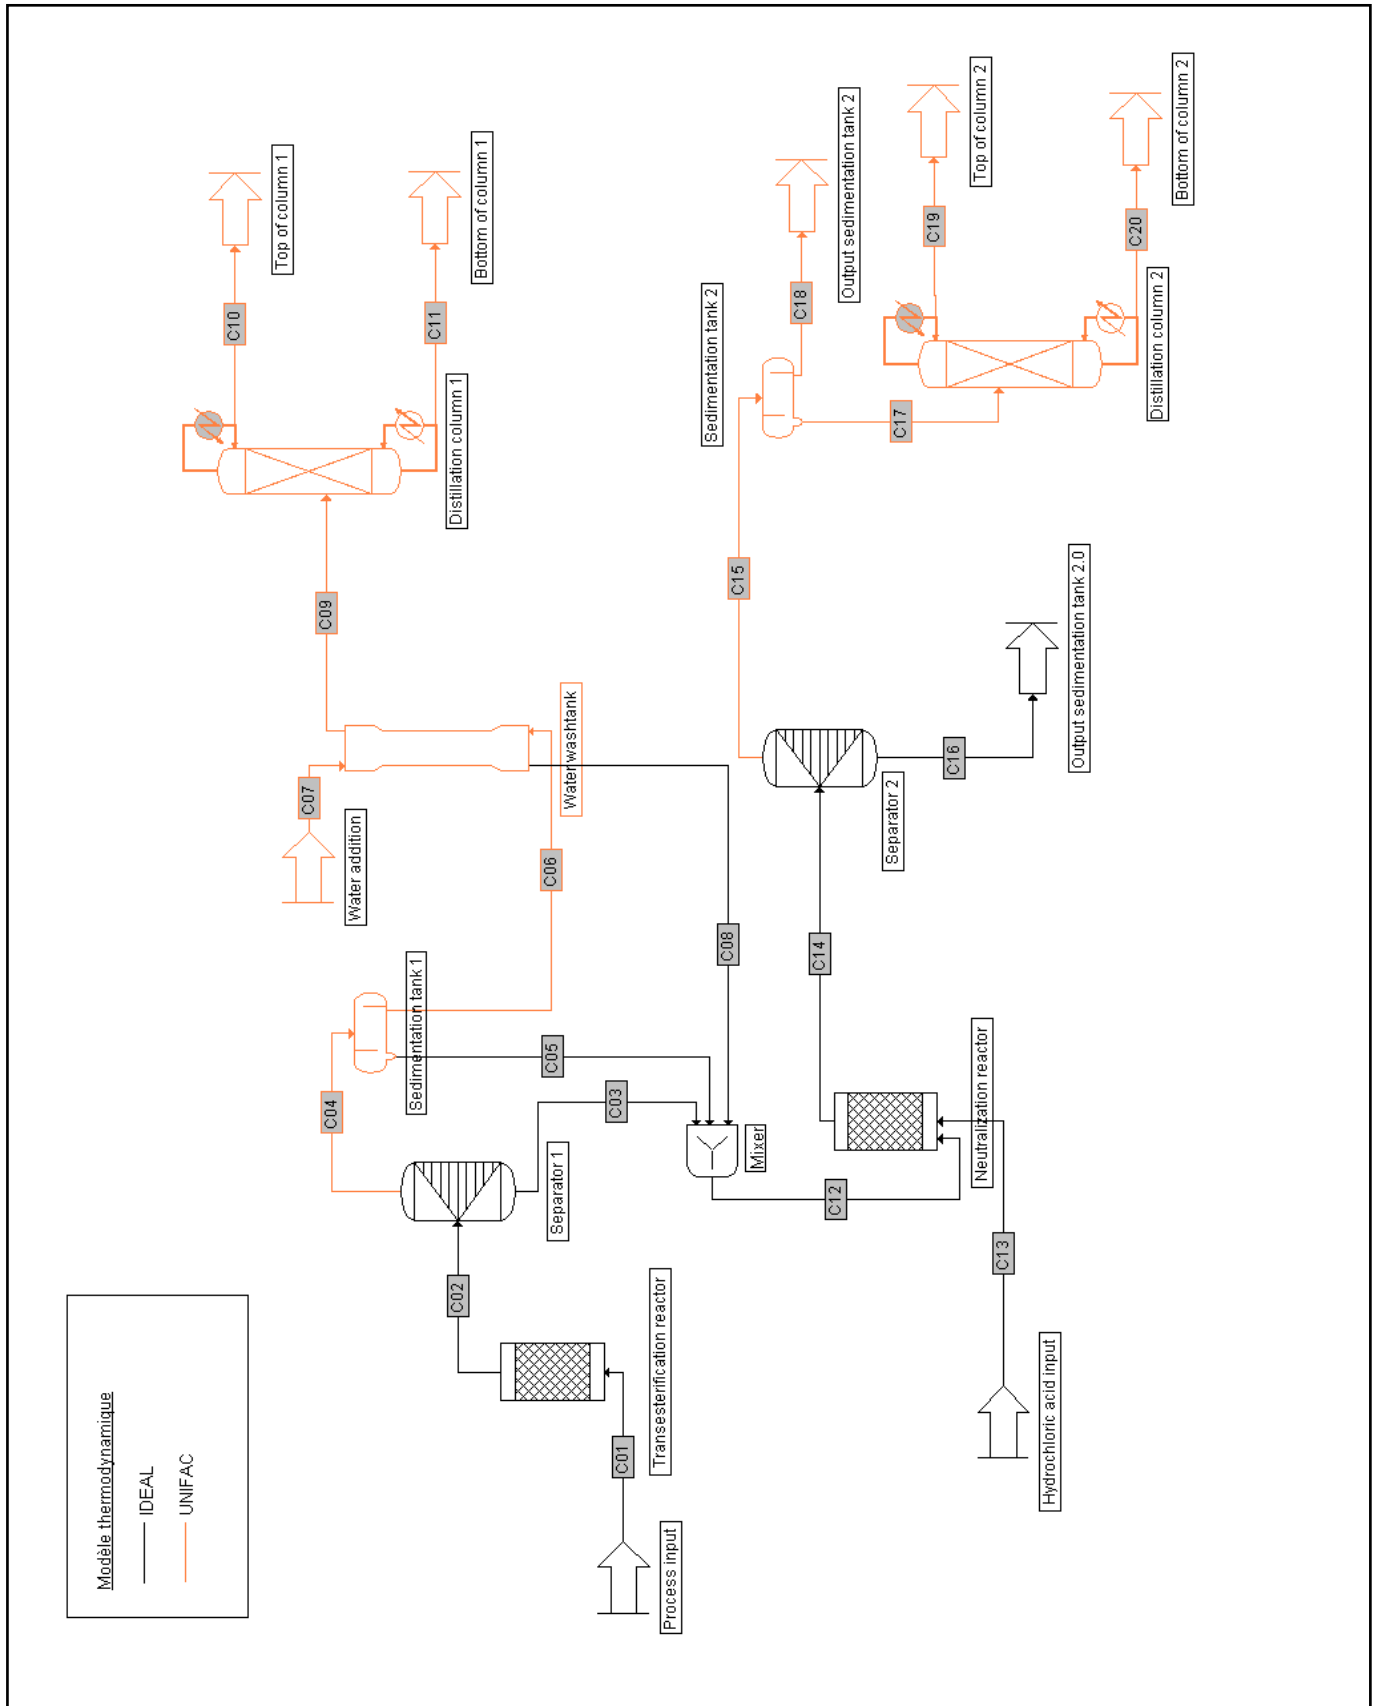 Modèle thermodynamique
IDEAL
UNIFAC
Process input
C01
Transesterification reactor
C02
Separator 1
C03
C04
Sedimentation tank 1
C05
C06
Water addition
C07
Water washtank
C08
C09
Distillation column 1
C10
Top of column 1
C11
Bottom of column 1
Mixer
C12
Hydrochloric acid input
C13
Neutralization reactor
C14
Separator 2
C15
C16
Output sedimentation tank 2.0
Sedimentation tank 2
C17
C18
Output sedimentation tank 2
Distillation column 2
C19
Top of column 2
C20
Bottom of column 2